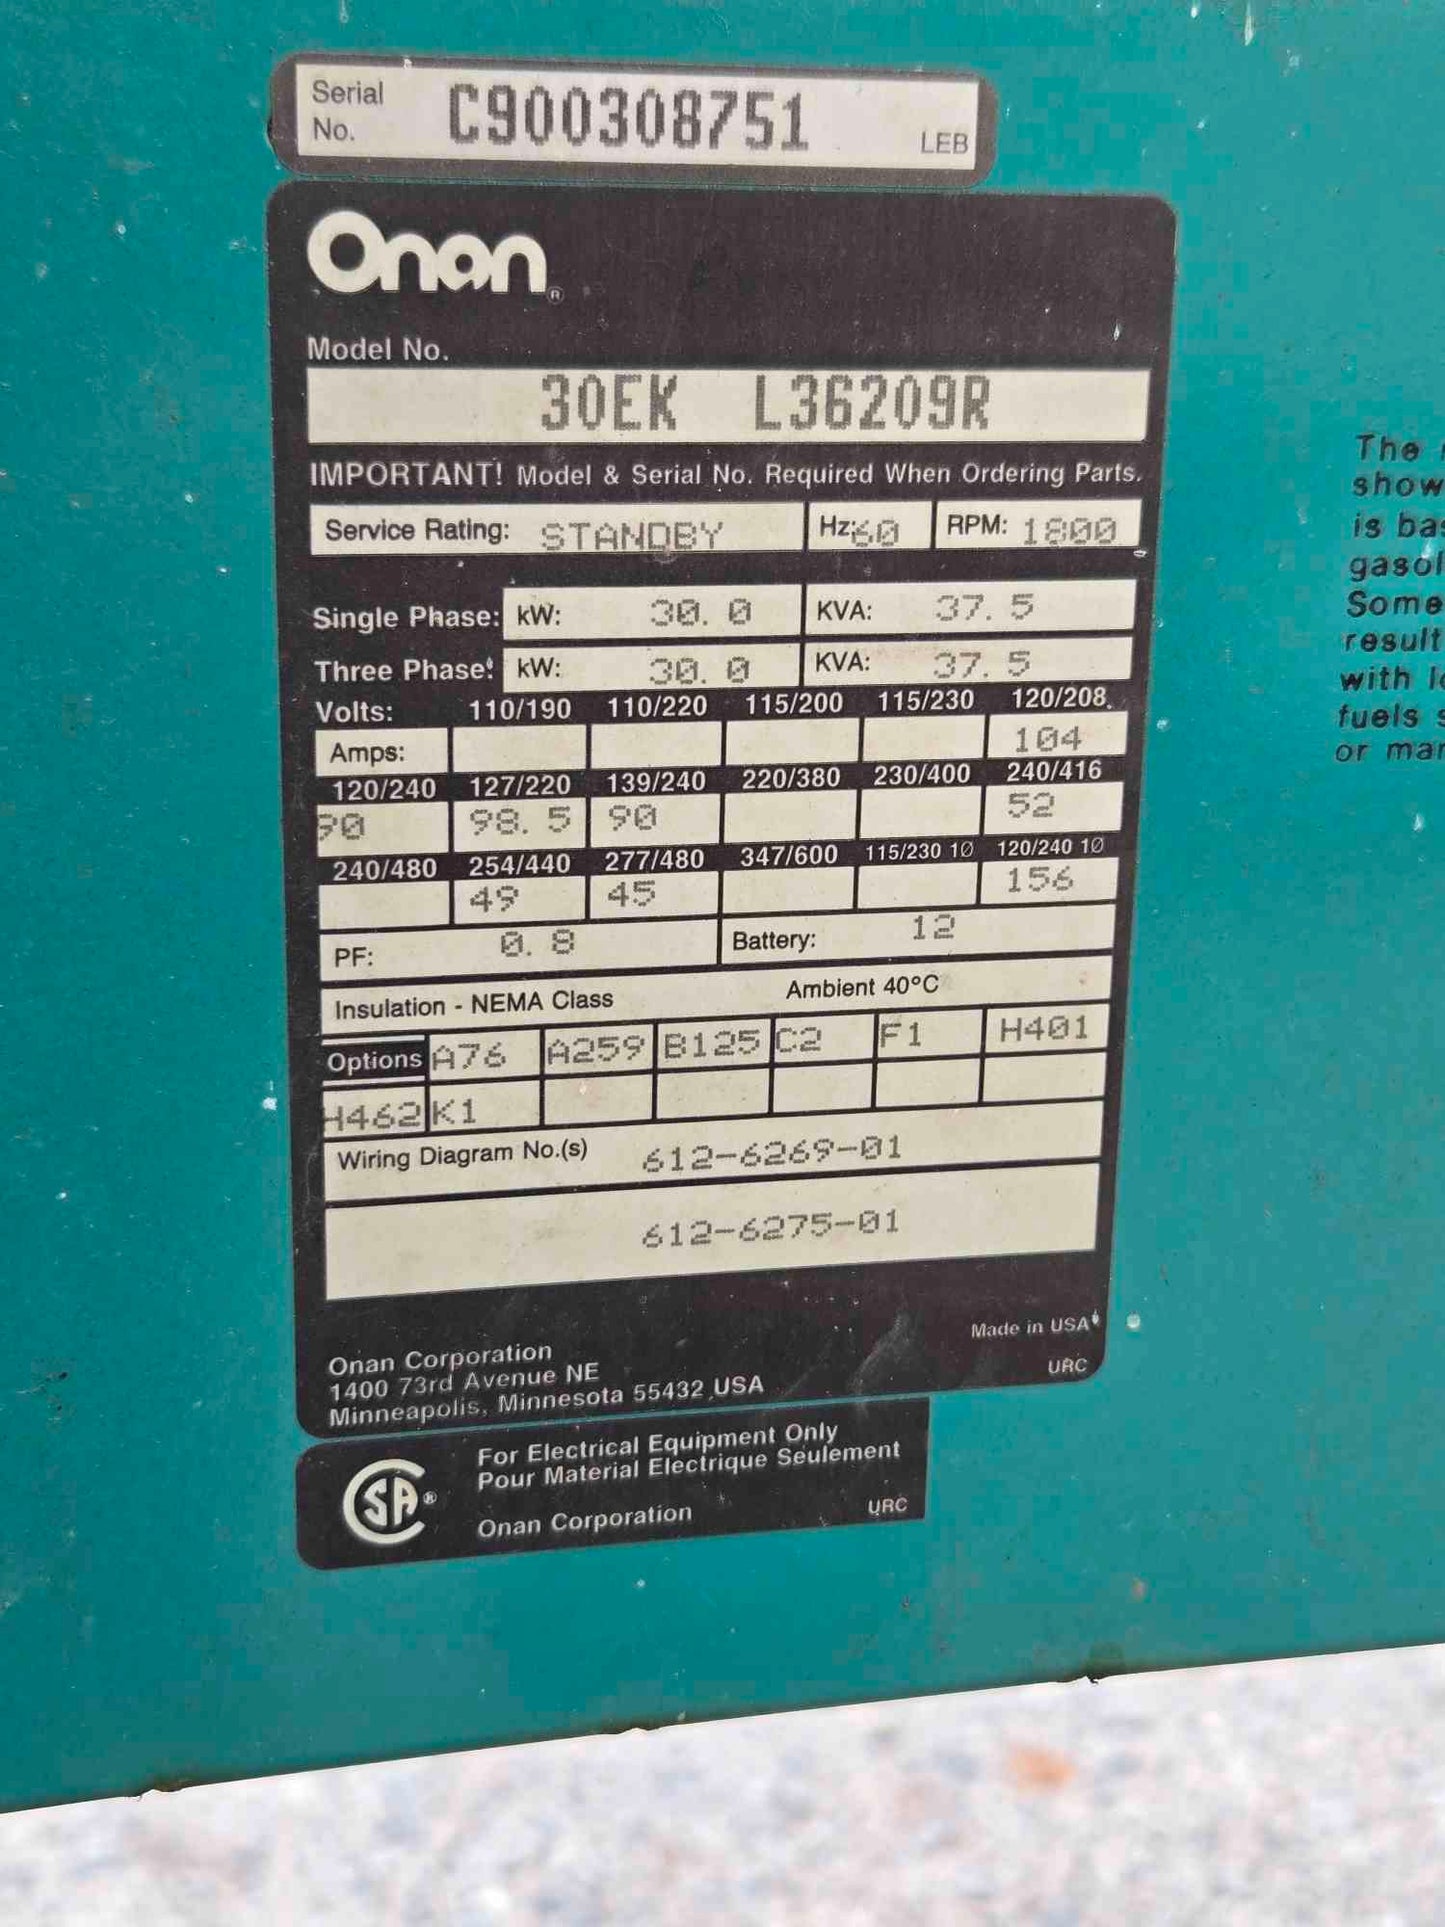 Serial
No. C900308751 LEB
Onan®
Model No.
30EK L36209R
IMPORTANT! Model & Serial No. Required When Ordering Parts.
Service Rating: STANDBY Hz: 60 RPM: 1800
Single Phase: kW: 30.0 KVA: 37.5
Three Phase: kW: 30.0 KVA: 37.5
Volts: 110/190 110/220 115/200 115/230 120/208
Amps: 104
120/240 127/220 139/240 220/380 230/400 240/416
90 98.5 90 52
240/480 254/440 277/480 347/600 115/230 1Ø 120/240 1Ø
49 45 156
PF: 0.8 Battery: 12
Insulation - NEMA Class Ambient 40°C
Options A76 A259 B125 C2 F1 H401
H462 K1
Wiring Diagram No.(s) 612-6269-01
612-6275-01
Made in USA
Onan Corporation
1400 73rd Avenue NE
Minneapolis, Minnesota 55432 USA
URC
For Electrical Equipment Only
Pour Material Electrique Seulement
SA®
Onan Corporation URC
The
show
is bas
gasol
Some
result
with lo
fuels s
or mar